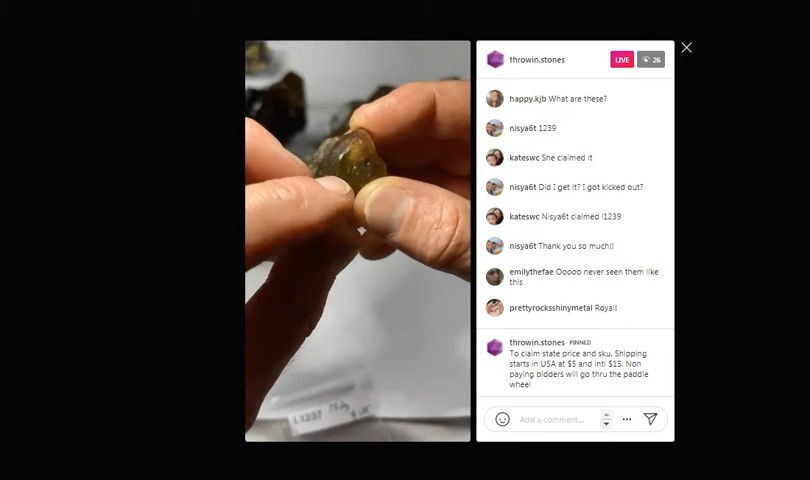 throwin.stones
LIVE
26
happy.kjb What are these?
nisya6t 1239
kateswc She claimed it
nisya6t Did I get it? I got kicked out?
kateswc Nisya6t claimed l1239
nisya6t Thank you so much!!
emilythefae Ooooo never seen them like
this
prettyrocksshinymetal Royal!
throwin.stones · PINNED
To claim state price and sku. Shipping
starts in USA at $5 and intl $15. Non
paying bidders will go thru the paddle
wheel
Add a comment...
L1237